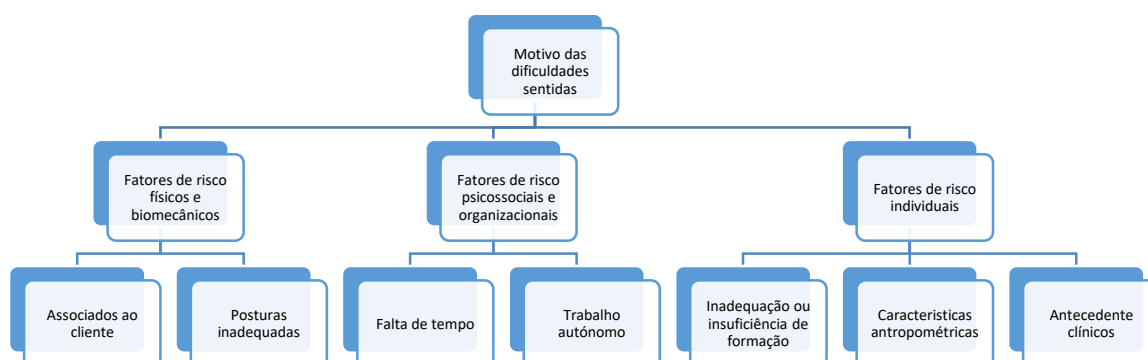 Motivo das
dificuldades
sentidas
Fatores de risco
físicos e
biomecânicos
Fatores de risco
psicossociais e
organizacionais
Fatores de risco
individuais
Associados ao
cliente
Posturas
inadequadas
Falta de tempo
Trabalho
autónomo
Inadequação ou
insuficiência de
formação
Caracteristicas
antropométricas
Antecedente
clínicos